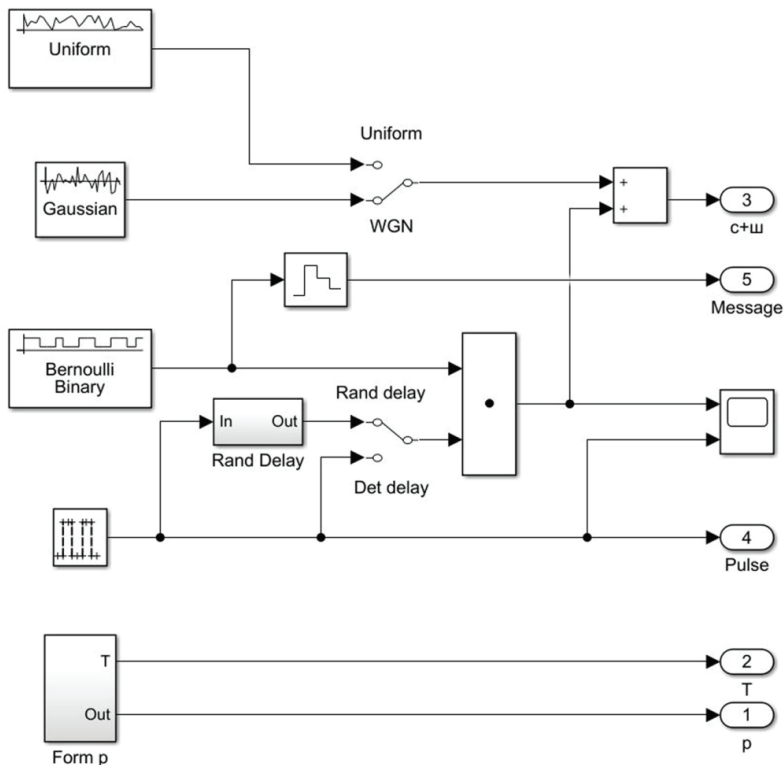 Uniform
Uniform
Gaussian
WGN
+
+
3
с+ш
5
Message
Bernoulli
Binary
Rand delay
In Out
Rand Delay
Det delay
4
Pulse
T
Out
Form p
2
T
1
p